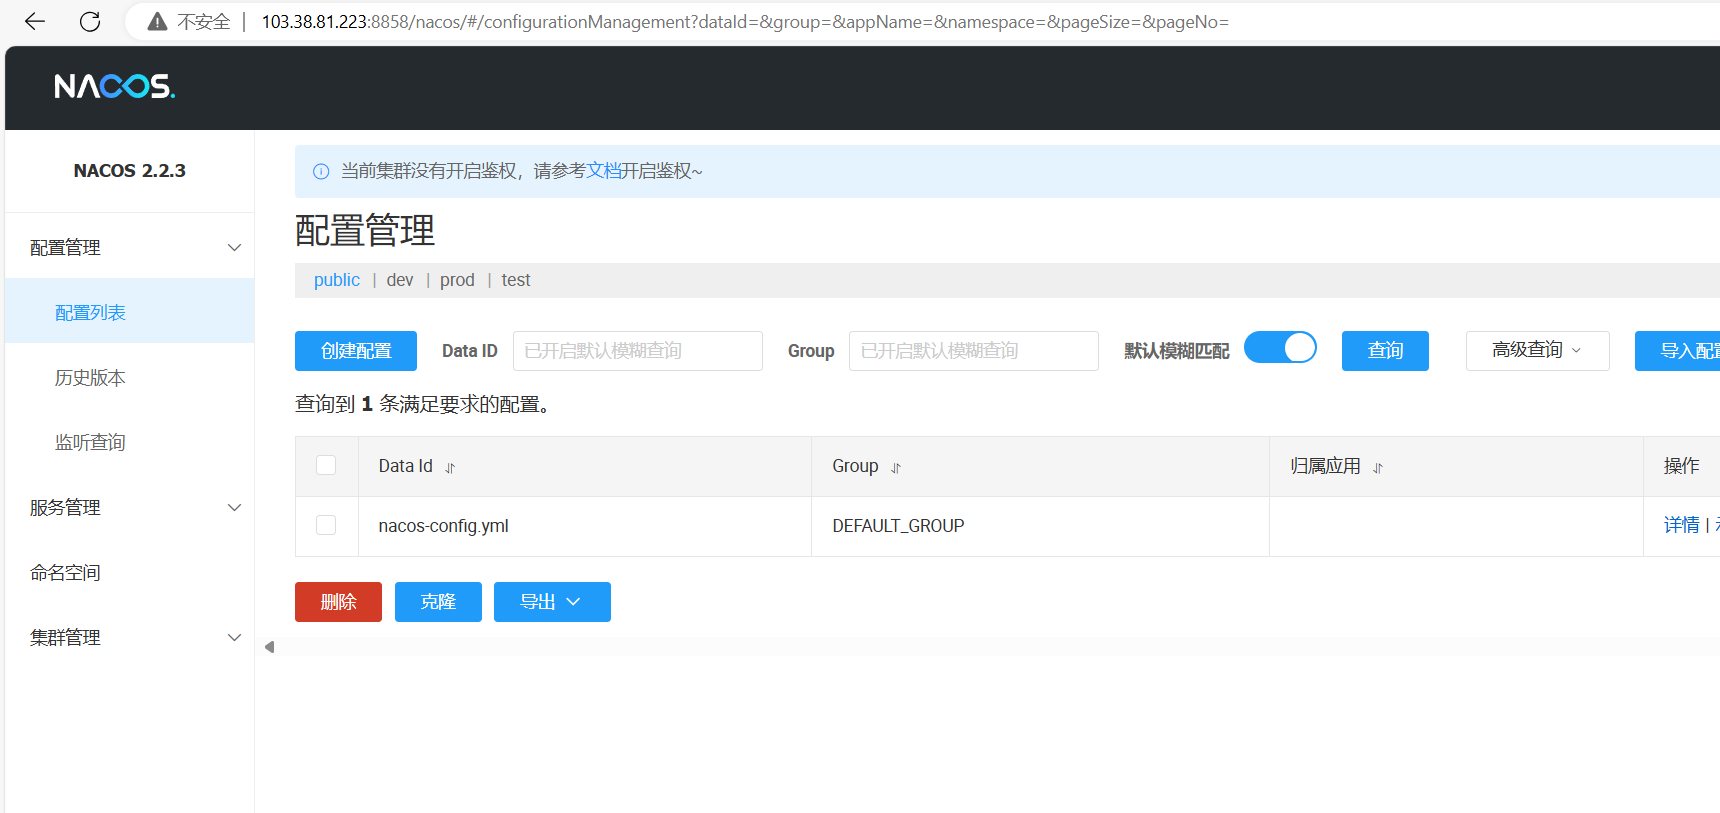 不安全 | 103.38.81.223:8858/nacos/#/configurationManagement?dataId=&group=&appName=&namespace=&pageSize=&pageNo=
NACOS.
NACOS 2.2.3
配置管理
配置列表
历史版本
监听查询
服务管理
命名空间
集群管理
当前集群没有开启鉴权，请参考文档开启鉴权~
配置管理
public | dev | prod | test
创建配置 Data ID 已开启默认模糊查询 Group 已开启默认模糊查询 默认模糊匹配 查询 高级查询 导入配置
查询到 1 条满足要求的配置。
Data Id Group 归属应用 操作
nacos-config.yml DEFAULT_GROUP 详情 |
删除 克隆 导出